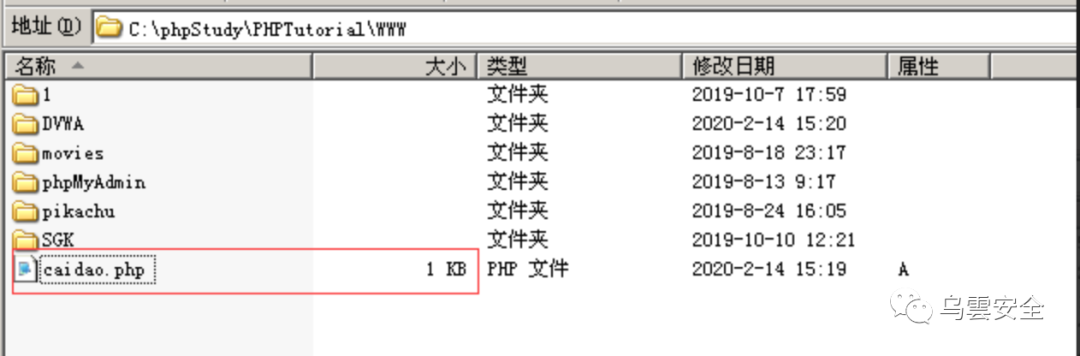 地址(D) C:\phpStudy\PHPTutorial\WWW
名称 大小 类型 修改日期 属性
1 文件夹 2019-10-7 17:59
DVWA 文件夹 2020-2-14 15:20
movies 文件夹 2019-8-18 23:17
phpMyAdmin 文件夹 2019-8-13 9:17
pikachu 文件夹 2019-8-24 16:05
SGK 文件夹 2019-10-10 12:21
caidao.php 1 KB PHP 文件 2020-2-14 15:19 A
乌雲安全